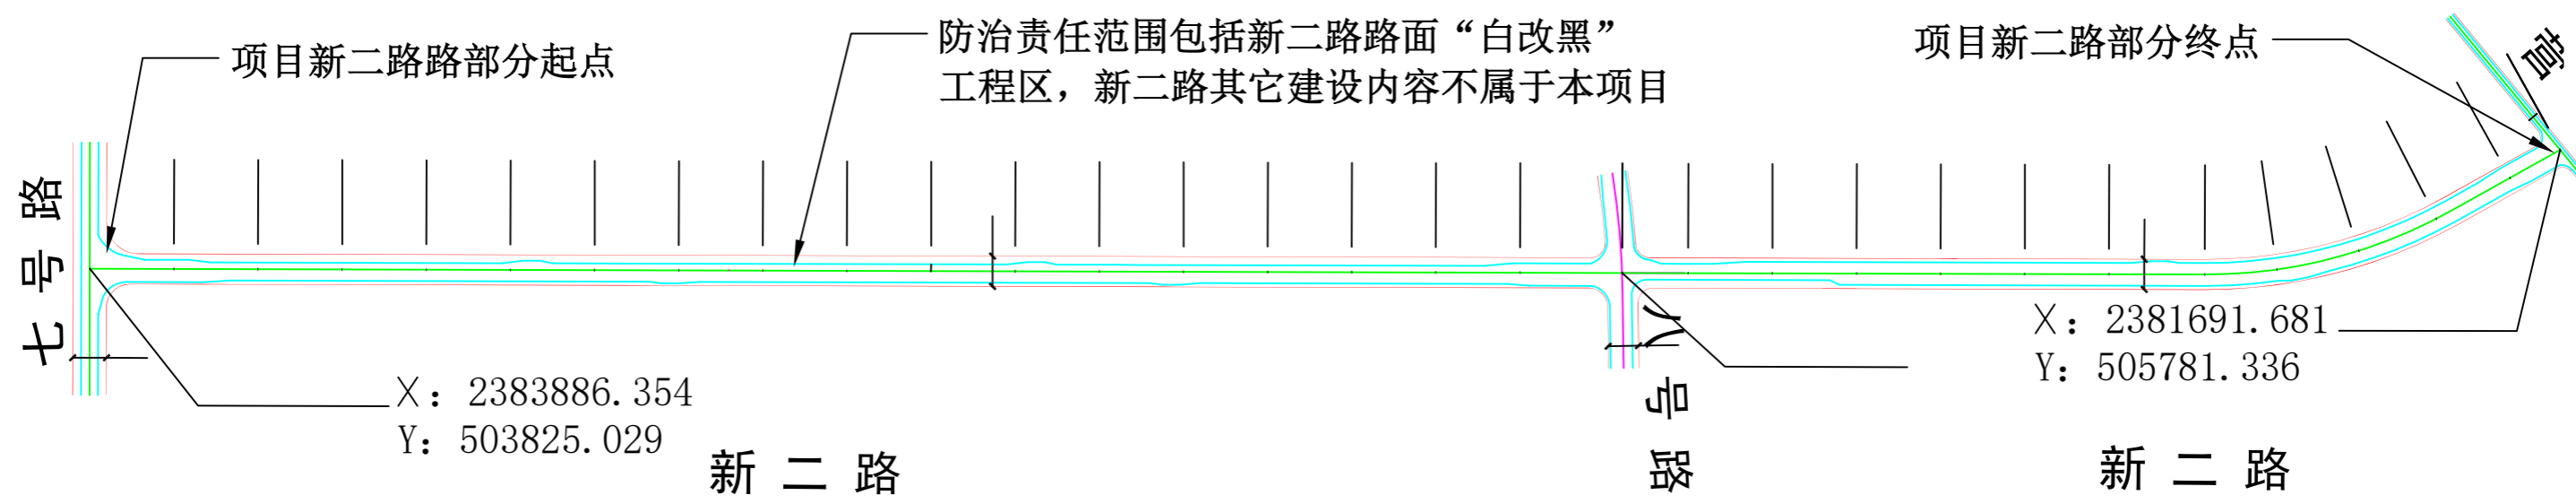 项目新二路路部分起点
防治责任范围包括新二路路面“白改黑”
工程区，新二路其它建设内容不属于本项目
项目新二路部分终点
营
七号路
八号路
X：2383886.354
Y：503825.029
X：2381691.681
Y：505781.336
新二路
新二路